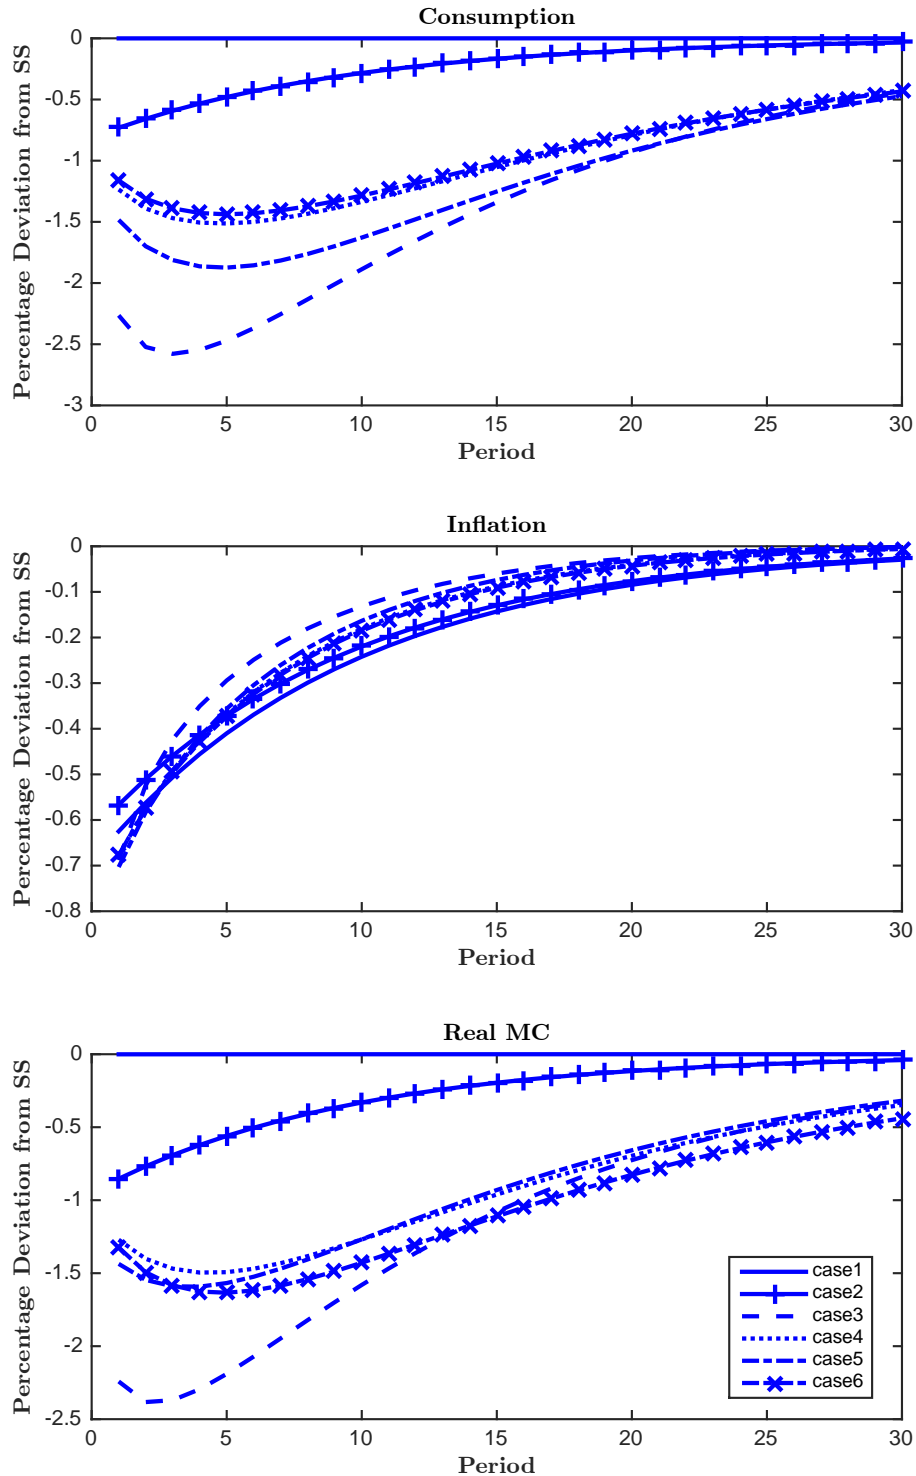 Consumption
0
-0.5
-1
-1.5
-2
-2.5
-3
Percentage Deviation from SS
0 5 10 15 20 25 30
Period
Inflation
0
-0.1
-0.2
-0.3
-0.4
-0.5
-0.6
-0.7
-0.8
Percentage Deviation from SS
0 5 10 15 20 25 30
Period
Real MC
0
-0.5
-1
-1.5
-2
-2.5
Percentage Deviation from SS
case1
case2
case3
case4
case5
case6
0 5 10 15 20 25 30
Period